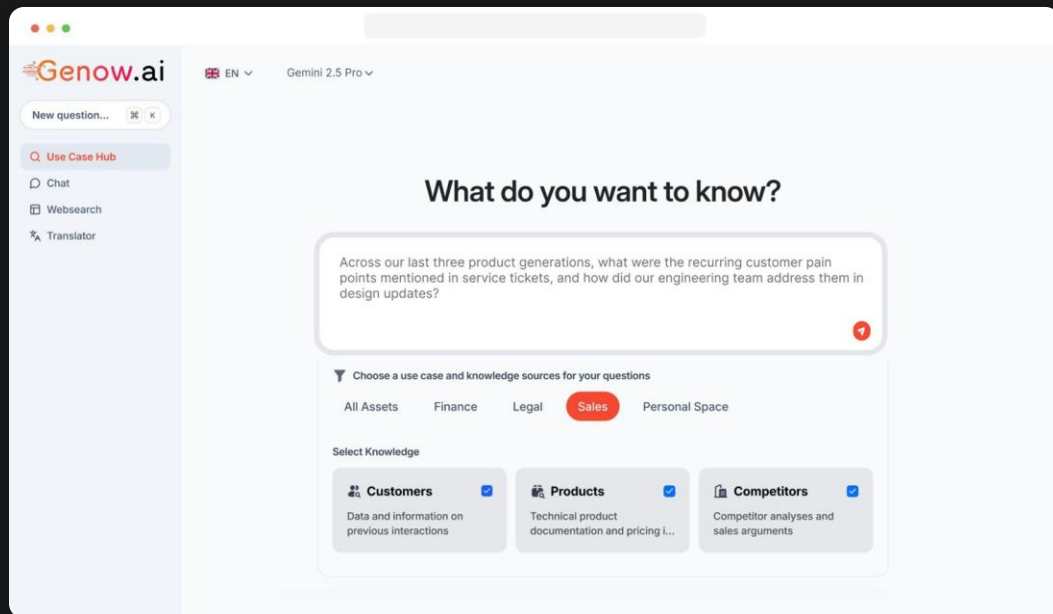 Genow.ai
EN
Gemini 2.5 Pro
New question... ⌘ K
Use Case Hub
Chat
Websearch
Translator
What do you want to know?
Across our last three product generations, what were the recurring customer pain
points mentioned in service tickets, and how did our engineering team address them in
design updates?
Choose a use case and knowledge sources for your questions
All Assets
Finance
Legal
Sales
Personal Space
Select Knowledge
Customers
Data and information on
previous interactions
Products
Technical product
documentation and pricing i...
Competitors
Competitor analyses and
sales arguments